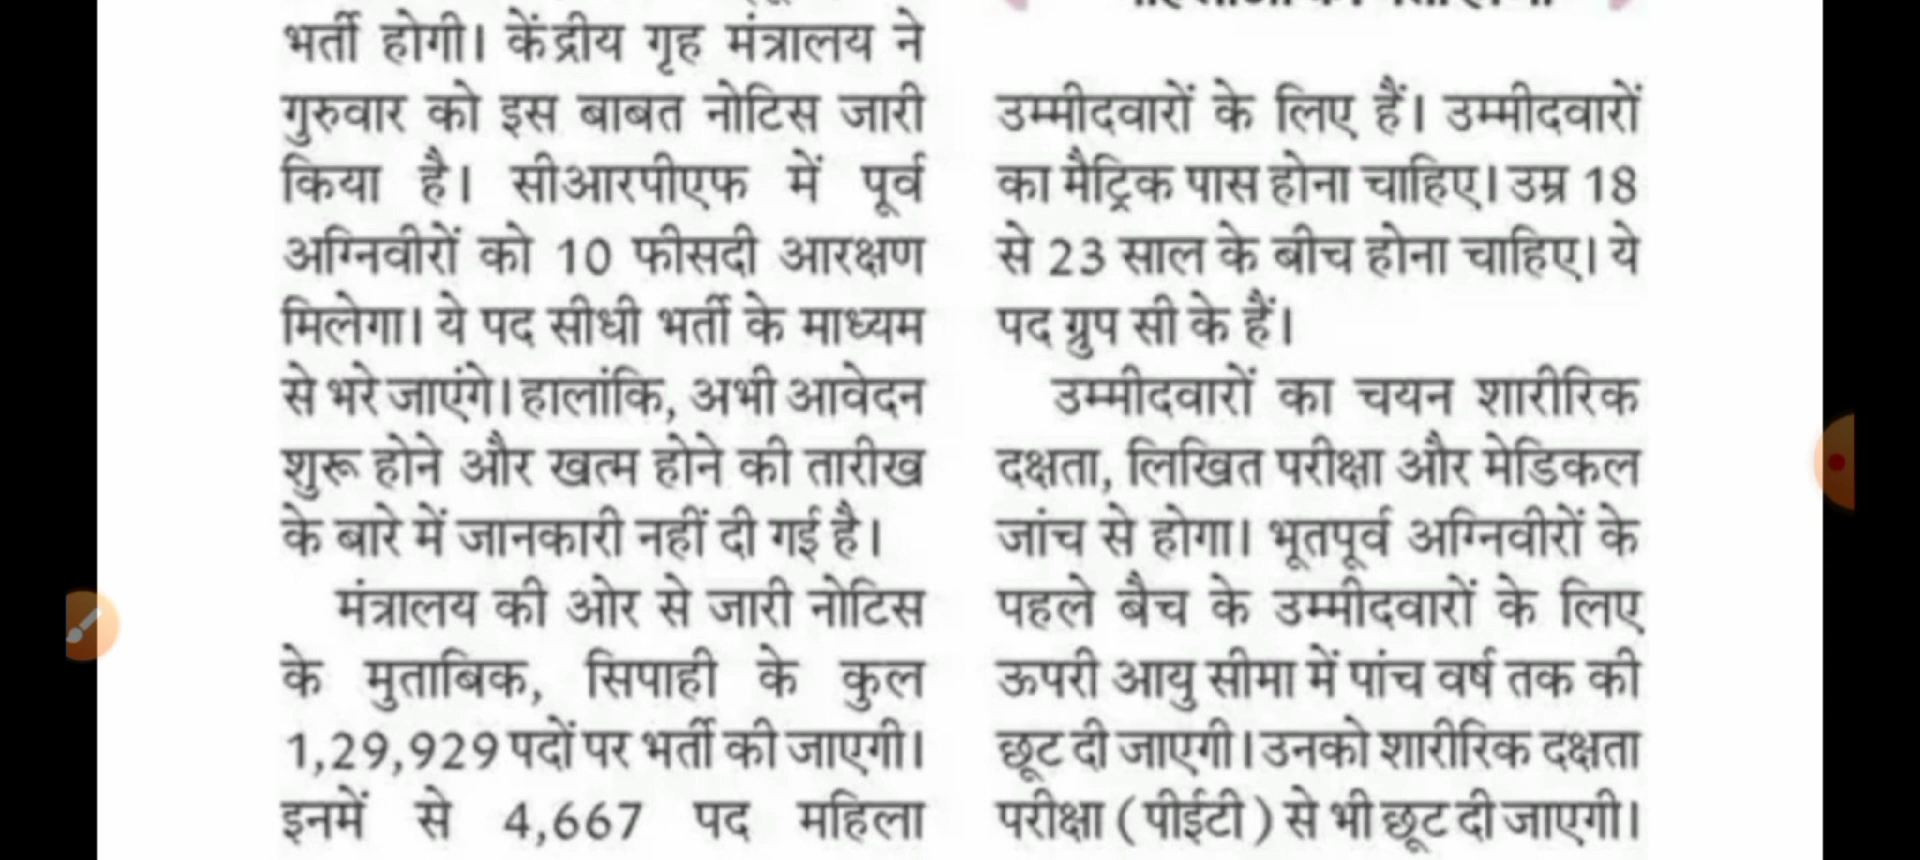 भर्ती होगी। केंद्रीय गृह मंत्रालय ने
गुरुवार को इस बाबत नोटिस जारी
किया है। सीआरपीएफ में पूर्व
अग्निवीरों को 10 फीसदी आरक्षण
मिलेगा। ये पद सीधी भर्ती के माध्यम
से भरे जाएंगे। हालांकि, अभी आवेदन
शुरू होने और खत्म होने की तारीख
के बारे में जानकारी नहीं दी गई है।
मंत्रालय की ओर से जारी नोटिस
के मुताबिक, सिपाही के कुल
1,29,929 पदों पर भर्ती की जाएगी।
इनमें से 4,667 पद महिला
उम्मीदवारों के लिए हैं। उम्मीदवारों
का मैट्रिक पास होना चाहिए। उम्र 18
से 23 साल के बीच होना चाहिए। ये
पद ग्रुप सी के हैं।
उम्मीदवारों का चयन शारीरिक
दक्षता, लिखित परीक्षा और मेडिकल
जांच से होगा। भूतपूर्व अग्निवीरों के
पहले बैच के उम्मीदवारों के लिए
ऊपरी आयु सीमा में पांच वर्ष तक की
छूट दी जाएगी। उनको शारीरिक दक्षता
परीक्षा (पीईटी) से भी छूट दी जाएगी।